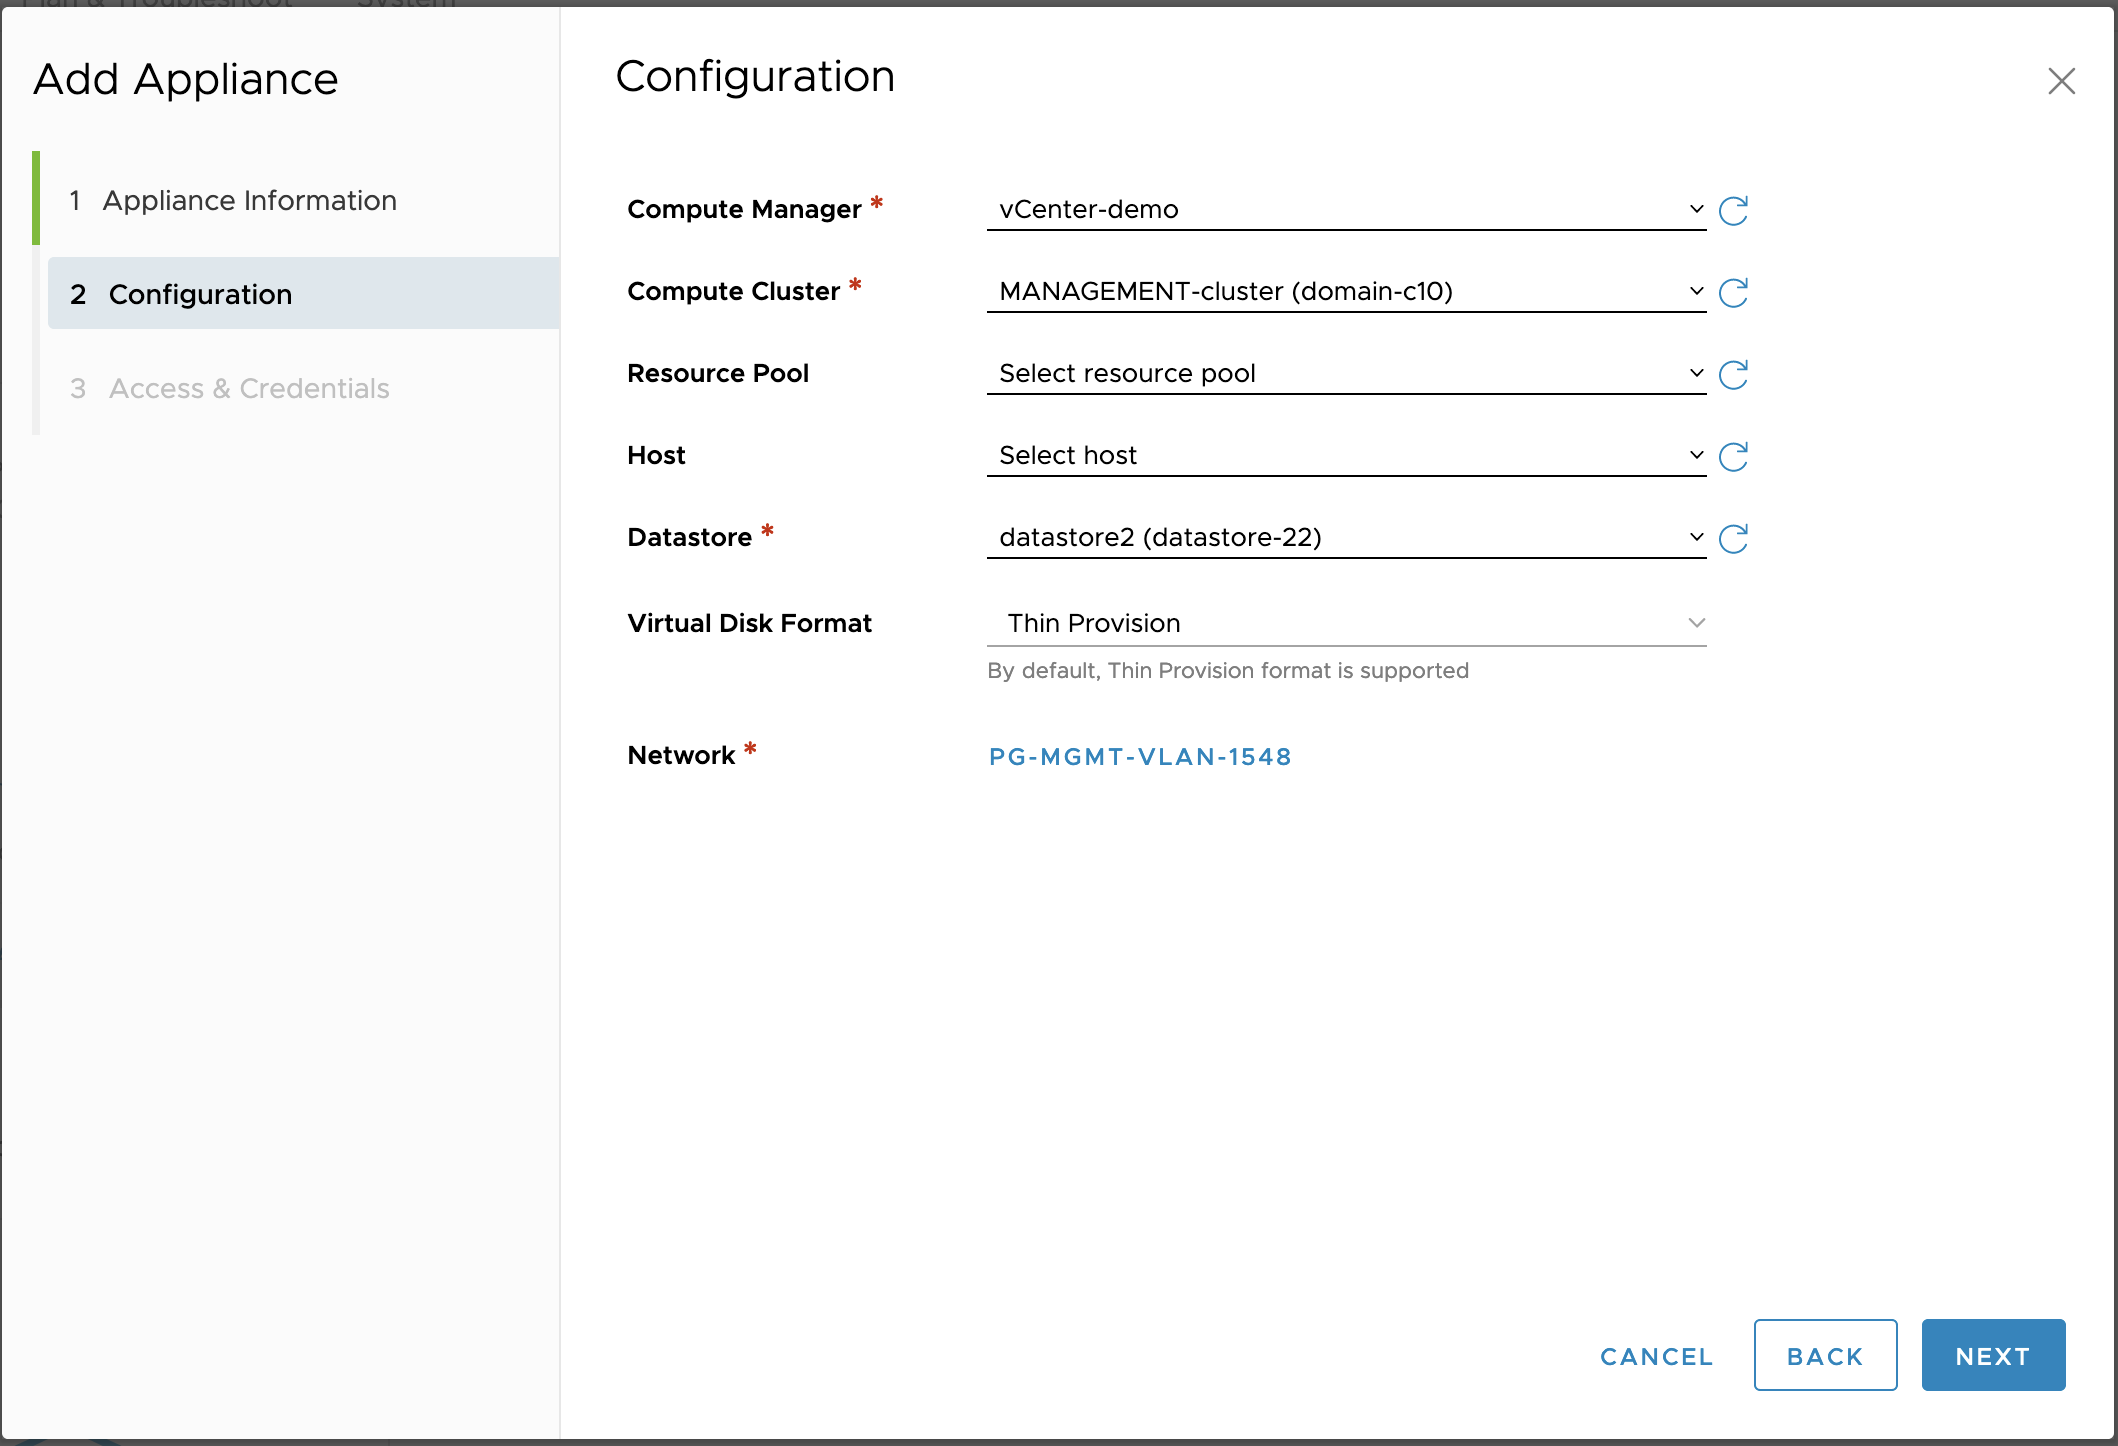 Add Appliance
1 Appliance Information
2 Configuration
3 Access & Credentials
Configuration
Compute Manager *
vCenter-demo
Compute Cluster *
MANAGEMENT-cluster (domain-c10)
Resource Pool
Select resource pool
Host
Select host
Datastore *
datastore2 (datastore-22)
Virtual Disk Format
Thin Provision
By default, Thin Provision format is supported
Network *
PG-MGMT-VLAN-1548
CANCEL
BACK
NEXT